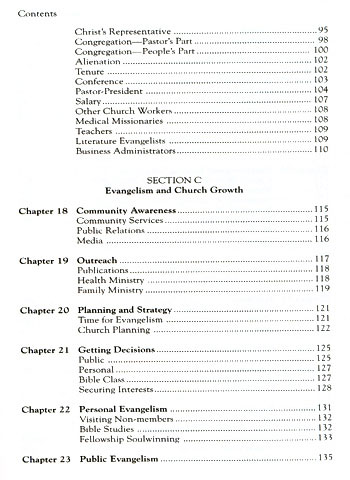 Contents
Christ's Representative 95
Congregation—Pastor's Part 98
Congregation—People's Part 100
Alienation 102
Tenure 102
Conference 103
Pastor-President 104
Salary 107
Other Church Workers 108
Medical Missionaries 108
Teachers 109
Literature Evangelists 109
Business Administrators 110
SECTION C
Evangelism and Church Growth
Chapter 18 Community Awareness 115
Community Services 115
Public Relations 116
Media 116
Chapter 19 Outreach 117
Publications 118
Health Ministry 118
Family Ministry 119
Chapter 20 Planning and Strategy 121
Time for Evangelism 121
Church Planning 122
Chapter 21 Getting Decisions 125
Public 125
Personal 127
Bible Class 127
Securing Interests 128
Chapter 22 Personal Evangelism 131
Visiting Non-members 132
Bible Studies 132
Fellowship Soulwinning 133
Chapter 23 Public Evangelism 135